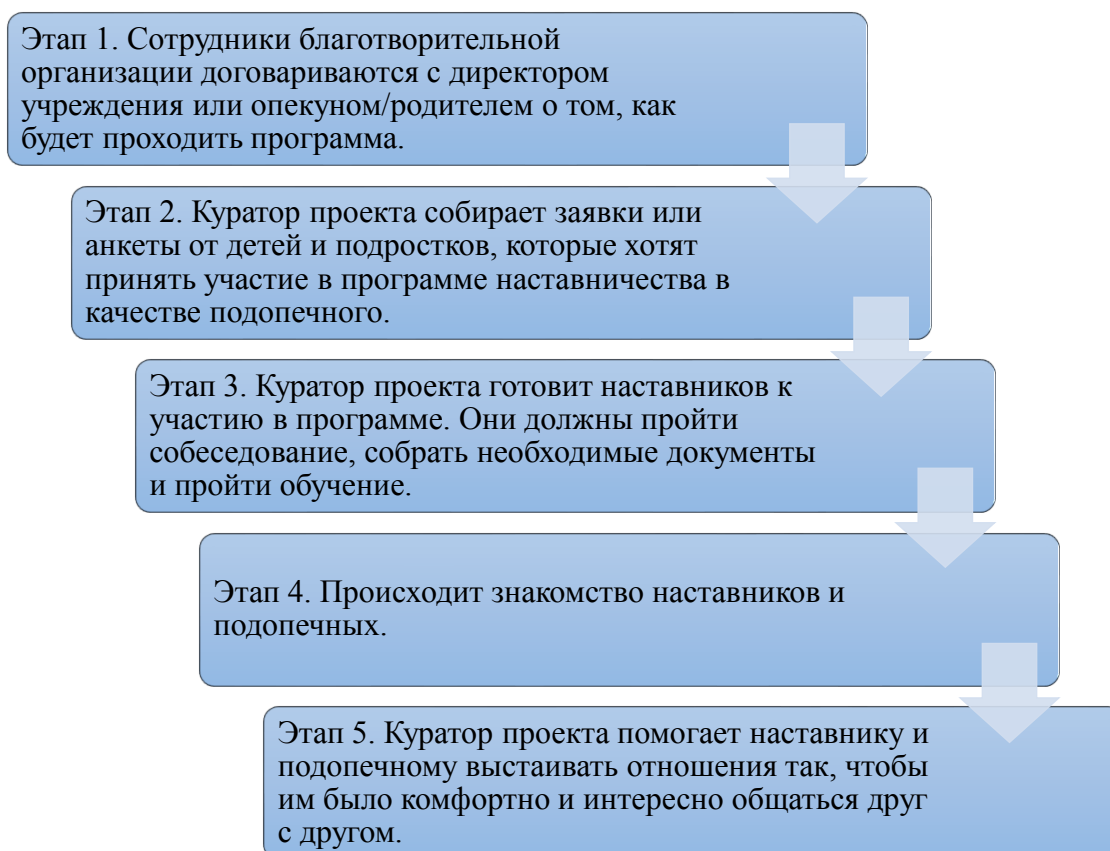 Этап 1. Сотрудники благотворительной
организации договариваются с директором
учреждения или опекуном/родителем о том, как
будет проходить программа.
Этап 2. Куратор проекта собирает заявки или
анкеты от детей и подростков, которые хотят
принять участие в программе наставничества в
качестве подопечного.
Этап 3. Куратор проекта готовит наставников к
участию в программе. Они должны пройти
собеседование, собрать необходимые документы
и пройти обучение.
Этап 4. Происходит знакомство наставников и
подопечных.
Этап 5. Куратор проекта помогает наставнику и
подопечному выстаивать отношения так, чтобы
им было комфортно и интересно общаться друг
с другом.